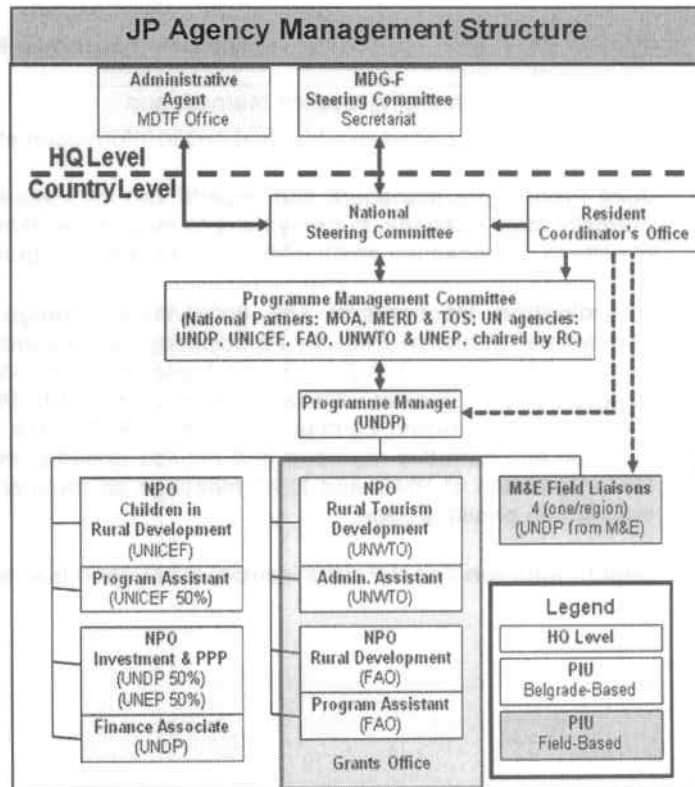 JP Agency Management Structure
Administrative
Agent
MDTF Office
MDG-F
Steering Committee
Secretariat
HQ Level
Country Level
National
Steering Committee
Resident
Coordinator's Office
Programme Management Committee
(National Partners: MOA, MERD & TOS; UN agencies:
UNDP, UNICEF, FAO, UNWTO & UNEP, chaired by RC)
Programme Manager
(UNDP)
NPO
Children in
Rural Development
(UNICEF)
Program Assistant
(UNICEF 50%)
NPO
Investment & PPP
(UNDP 50%)
(UNEP 50%)
Finance Associate
(UNDP)
NPO
Rural Tourism
Development
(UNWTO)
Admin. Assistant
(UNWTO)
NPO
Rural Development
(FAO)
Program Assistant
(FAO)
Grants Office
M&E Field Liaisons
4 (one/region)
(UNDP from M&E)
Legend
HQ Level
PIU
Belgrade-Based
PIU
Field-Based